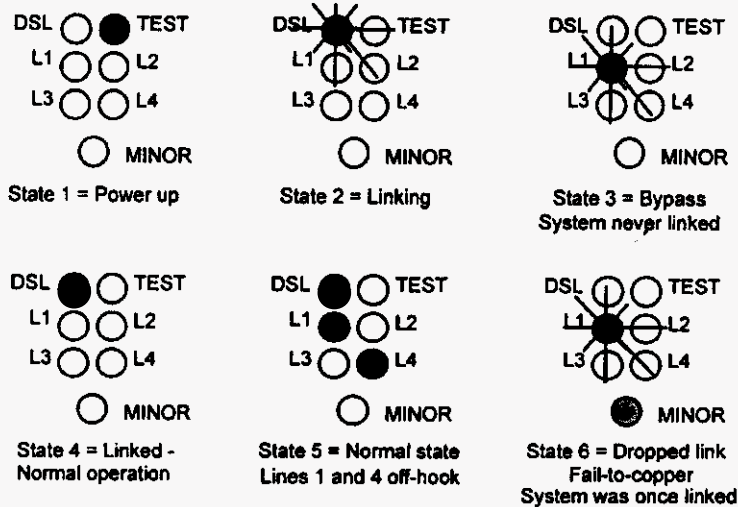 DSL TEST
L1 L2
L3 L4
MINOR
State 1 = Power up
DSL TEST
L1 L2
L3 L4
MINOR
State 2 = Linking
DSL TEST
L1 L2
L3 L4
MINOR
State 3 = Bypass
System never linked
DSL TEST
L1 L2
L3 L4
MINOR
State 4 = Linked -
Normal operation
DSL TEST
L1 L2
L3 L4
MINOR
State 5 = Normal state
Lines 1 and 4 off-hook
DSL TEST
L1 L2
L3 L4
MINOR
State 6 = Dropped link
Fail-to-copper
System was once linked